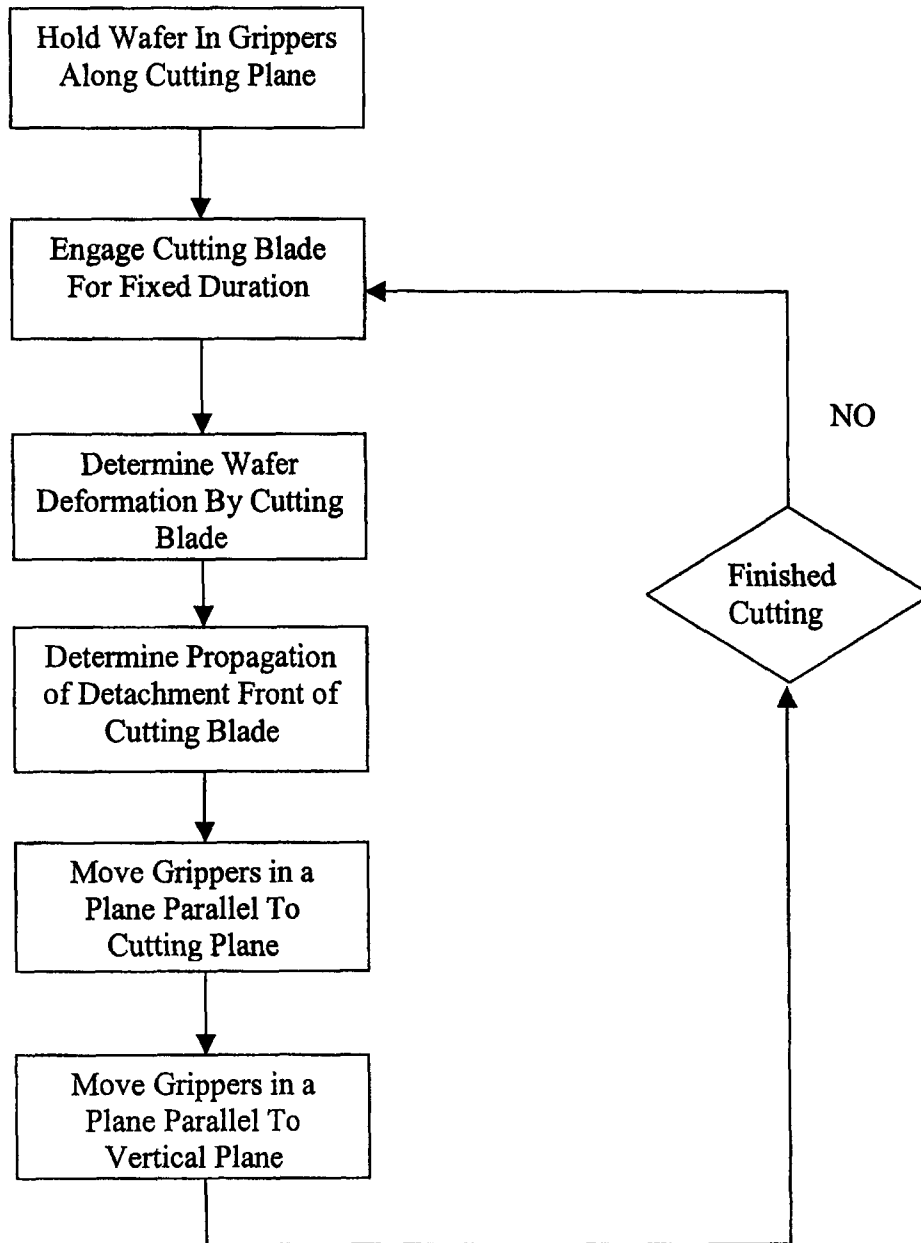 Hold Wafer In Grippers
Along Cutting Plane
Engage Cutting Blade
For Fixed Duration
Determine Wafer
Deformation By Cutting
Blade
Determine Propagation
of Detachment Front of
Cutting Blade
Move Grippers in a
Plane Parallel To
Cutting Plane
Move Grippers in a
Plane Parallel To
Vertical Plane
Finished
Cutting
NO